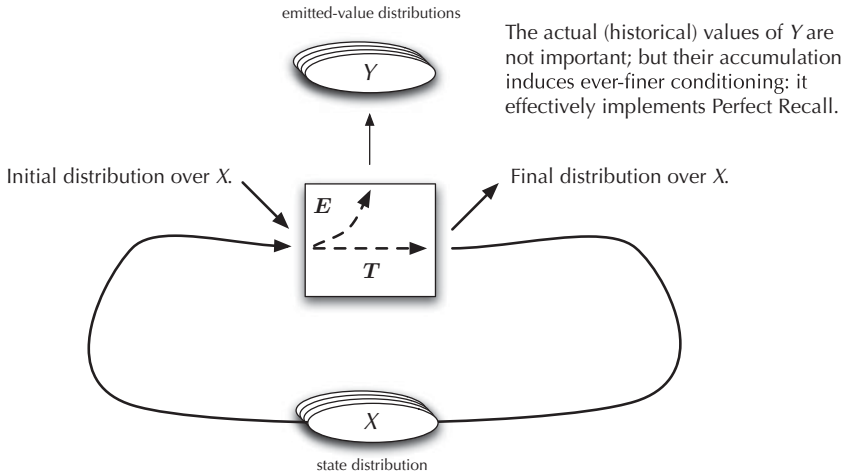 emitted-value distributions
The actual (historical) values of Y are
not important; but their accumulation
induces ever-finer conditioning: it
effectively implements Perfect Recall.
Y
Initial distribution over X.
Final distribution over X.
E
T
X
state distribution